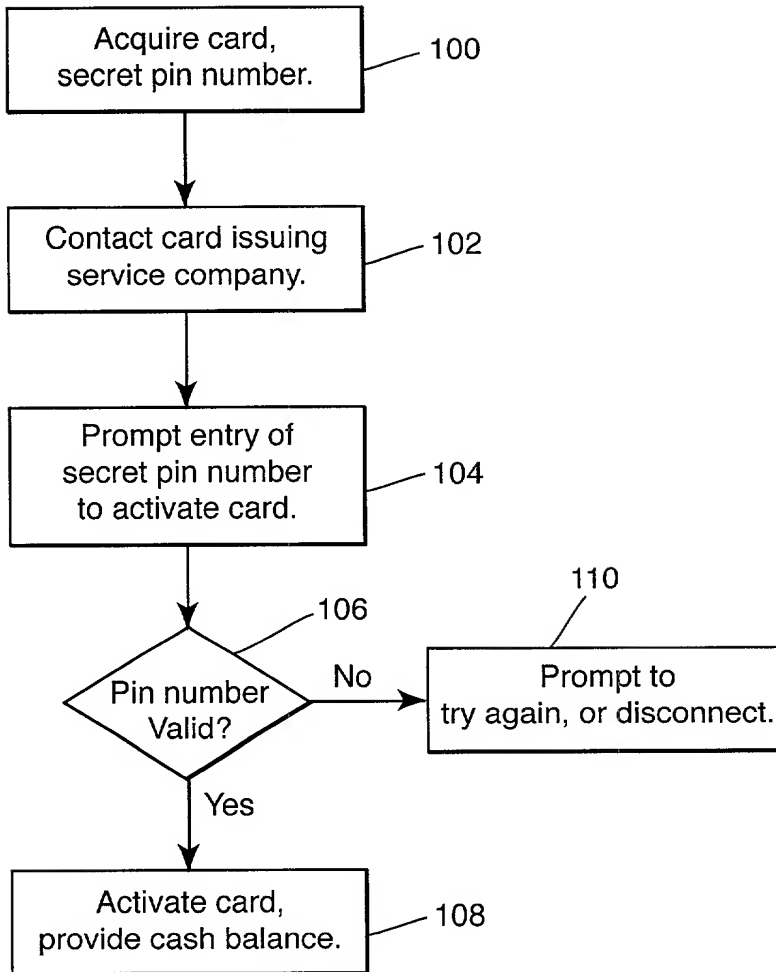 Acquire card,
secret pin number.
100
Contact card issuing
service company.
102
Prompt entry of
secret pin number
to activate card.
104
106
Pin number
Valid?
No
110
Prompt to
try again, or disconnect.
Yes
Activate card,
provide cash balance.
108